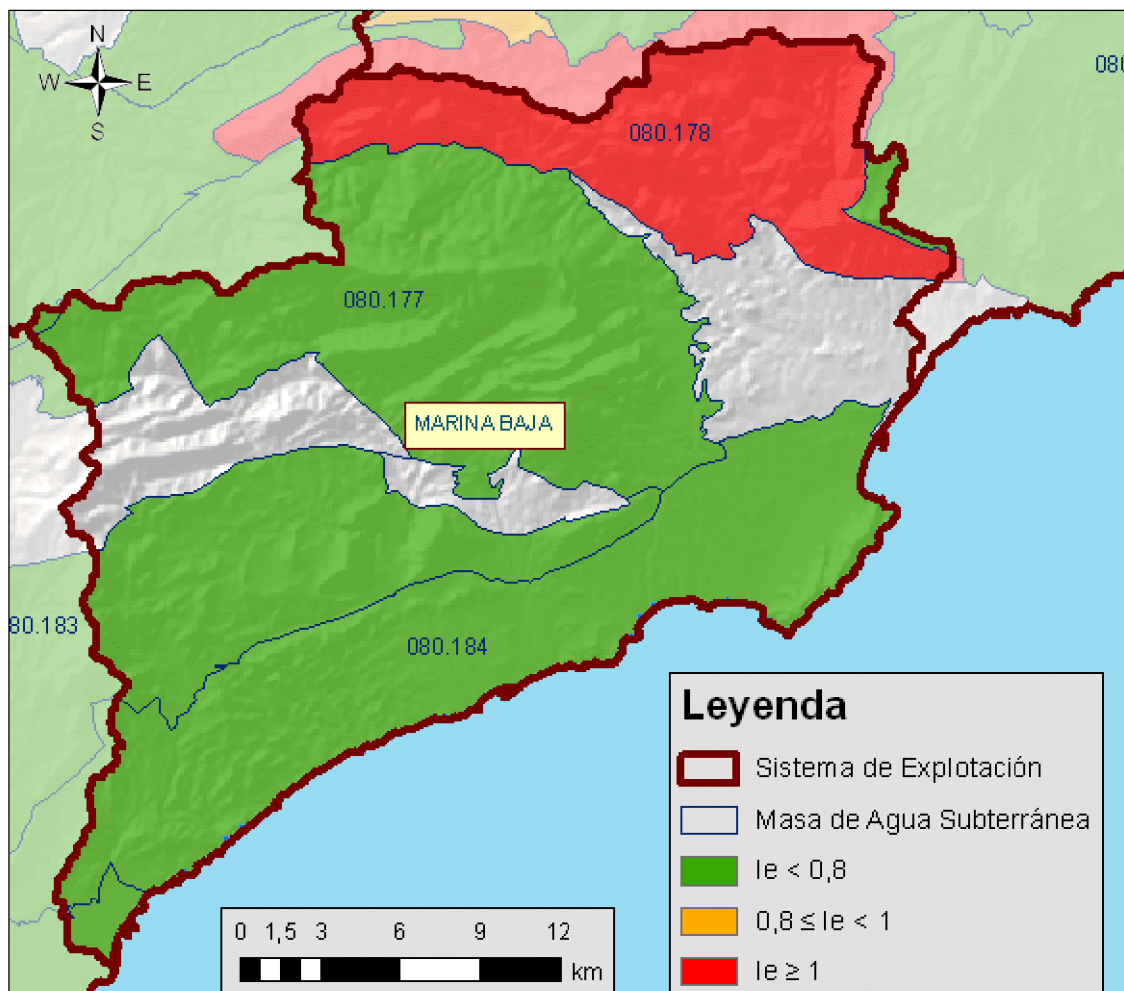 N
W E
S
080
080.178
080.177
MARINA BAJA
80.183
080.184
Leyenda
Sistema de Explotación
Masa de Agua Subterránea
Ie < 0,8
0,8 ≤ Ie < 1
Ie ≥ 1
0 1,5 3 6 9 12
km